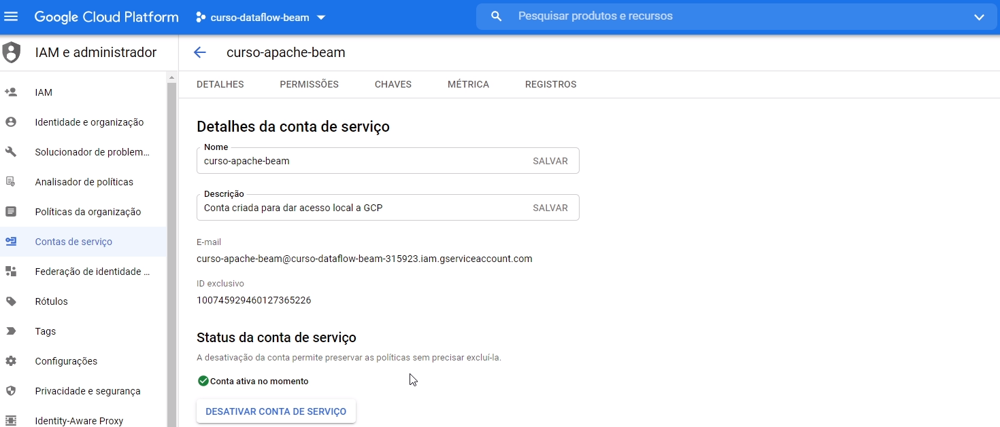 Google Cloud Platform
curso-dataflow-beam
Pesquisar produtos e recursos
IAM e administrador
curso-apache-beam
DETALHES
PERMISSÕES
CHAVES
MÉTRICA
REGISTROS
IAM
Identidade e organização
Solucionador de problem...
Analisador de políticas
Políticas da organização
Contas de serviço
Federação de identidade ...
Rótulos
Tags
Configurações
Privacidade e segurança
Identity-Aware Proxy
Detalhes da conta de serviço
Nome
curso-apache-beam
SALVAR
Descrição
Conta criada para dar acesso local a GCP
SALVAR
E-mail
curso-apache-beam@curso-dataflow-beam-315923.iam.gserviceaccount.com
ID exclusivo
100745929460127365226
Status da conta de serviço
A desativação da conta permite preservar as políticas sem precisar excluí-la.
Conta ativa no momento
DESATIVAR CONTA DE SERVIÇO